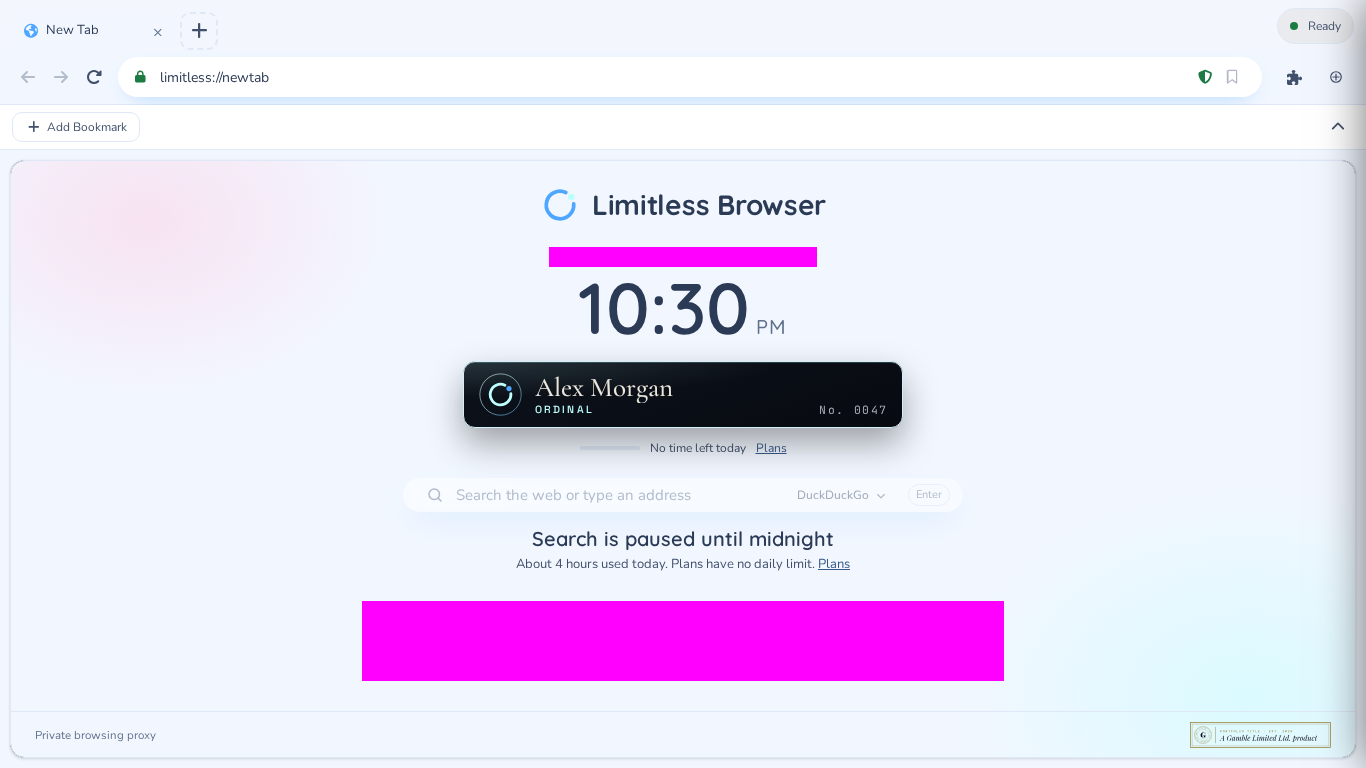 New Tab
Ready
limitless://newtab
Add Bookmark
Limitless Browser
10:30 PM
Alex Morgan
ORDINAL
No. 0047
No time left today Plans
Search the web or type an address DuckDuckGo Enter
Search is paused until midnight
About 4 hours used today. Plans have no daily limit. Plans
Private browsing proxy
G
A Gamble Limited Ltd. product